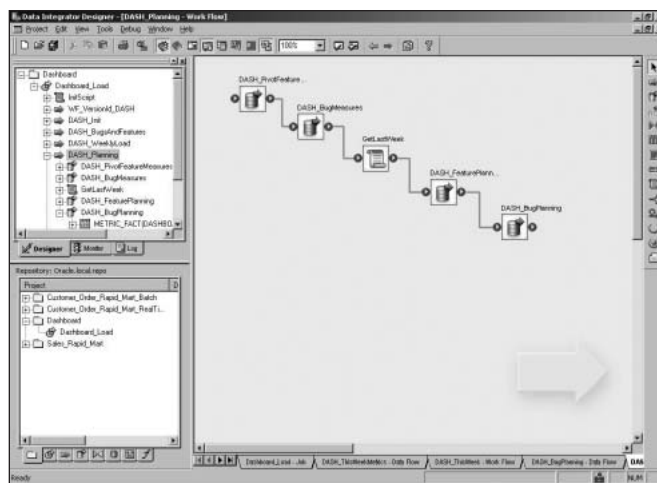 Data Integrator Designer - [DASH_Planning - Work Flow]
Project Edit View Tools Debug Window Help
100%
Dashboard
Dashboard_Load
InitScript
WF_VersionId_DASH
DASH_Init
DASH_BugsAndFeatures
DASH_WeeklyLoad
DASH_Planning
DASH_PivotFeatureMeasures
DASH_BugMeasures
GetLastWeek
DASH_FeaturePlanning
DASH_BugPlanning
METRIC_FACT(DASHBO...
Designer Monitor Log
DASH_PivotFeature...
DASH_BugMeasures
GetLastWeek
DASH_FeaturePlann...
DASH_BugPlanning
Repository: Oracle.local.repo
Project D
Customer_Order_Rapid_Mart_Batch
Customer_Order_Rapid_Mart_RealTi...
Dashboard
Dashboard_Load
Sales_Rapid_Mart
Dashboard_Load - Job DASH_ThisWeekMetrics - Data Flow DASH_ThisWeek - Work Flow DASH_BugPlanning - Data Flow DAS
Ready NUM